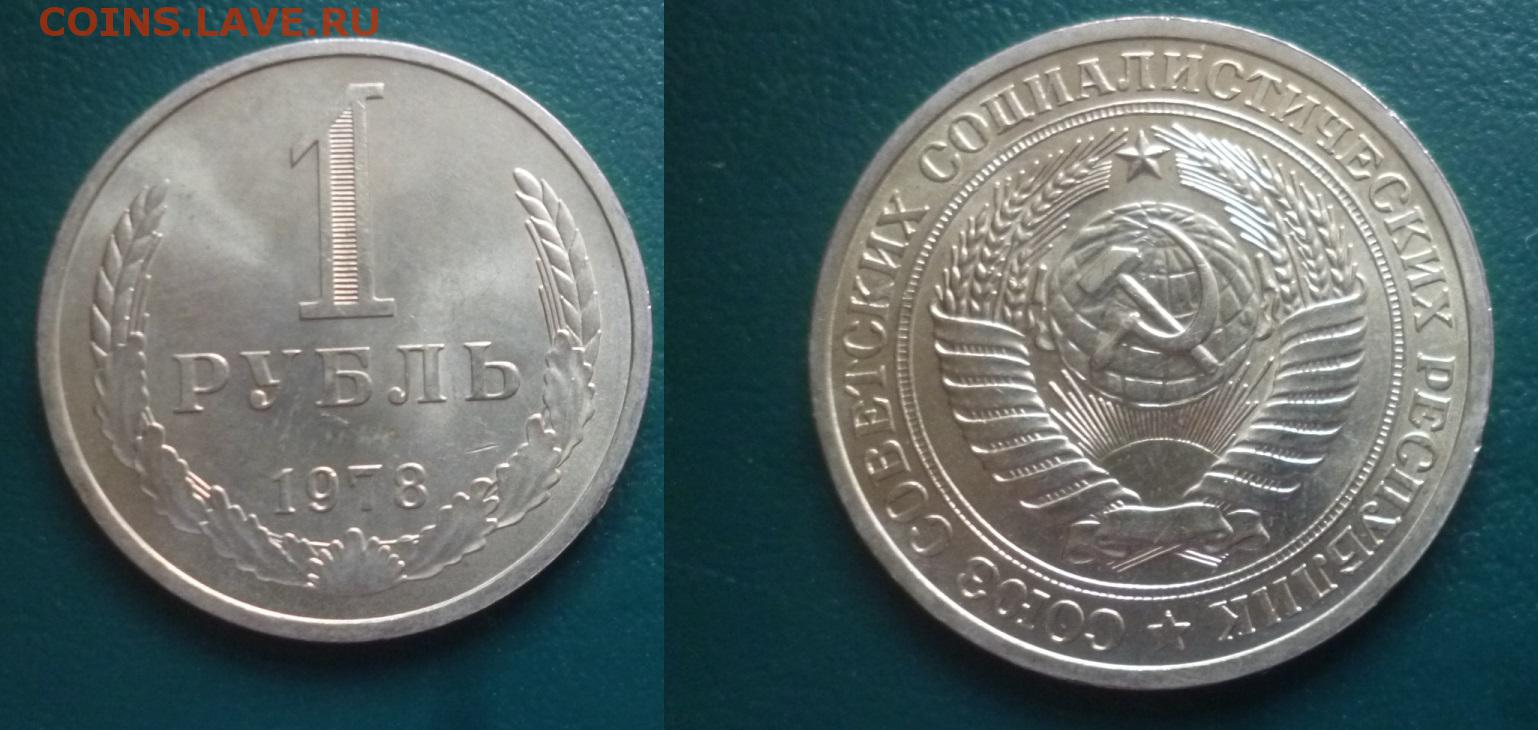 COINS.LAVE.RU
1
РУБЛЬ
1978
СОЮЗ СОВЕТСКИХ СОЦИАЛИСТИЧЕСКИХ РЕСПУБЛИК